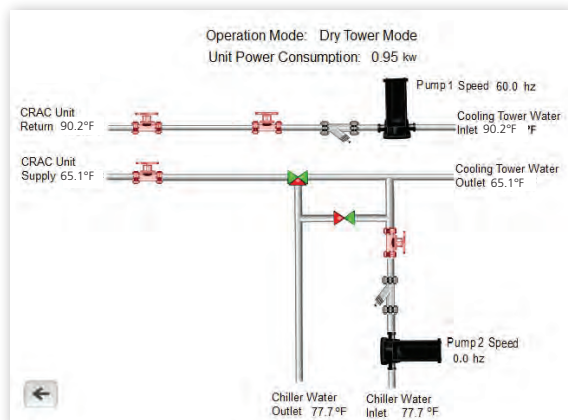 Operation Mode: Dry Tower Mode
Unit Power Consumption: 0.95 kw
Pump 1 Speed 60.0 hz
CRAC Unit
Return 90.2°F
Cooling Tower Water
Inlet 90.2°F °F
CRAC Unit
Supply 65.1°F
Cooling Tower Water
Outlet 65.1°F
Pump 2 Speed
0.0 hz
Chiller Water
Outlet 77.7 °F
Chiller Water
Inlet 77.7 °F